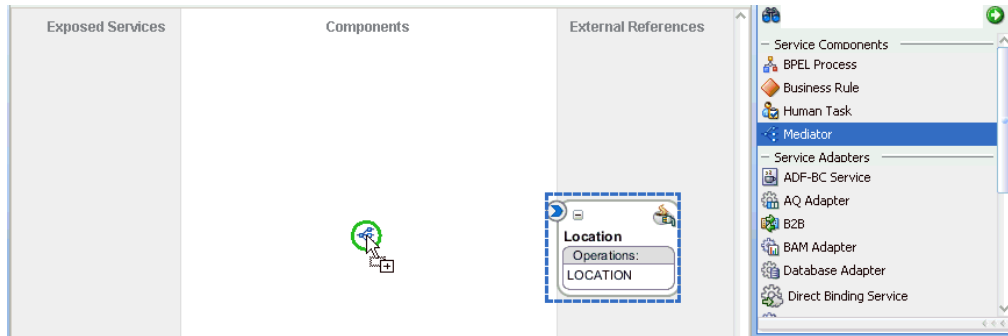 Exposed Services
Components
External References
Location
Operations:
LOCATION
Service Components
BPEL Process
Business Rule
Human Task
Mediator
Service Adapters
ADF-BC Service
AQ Adapter
B2B
BAM Adapter
Database Adapter
Direct Binding Service